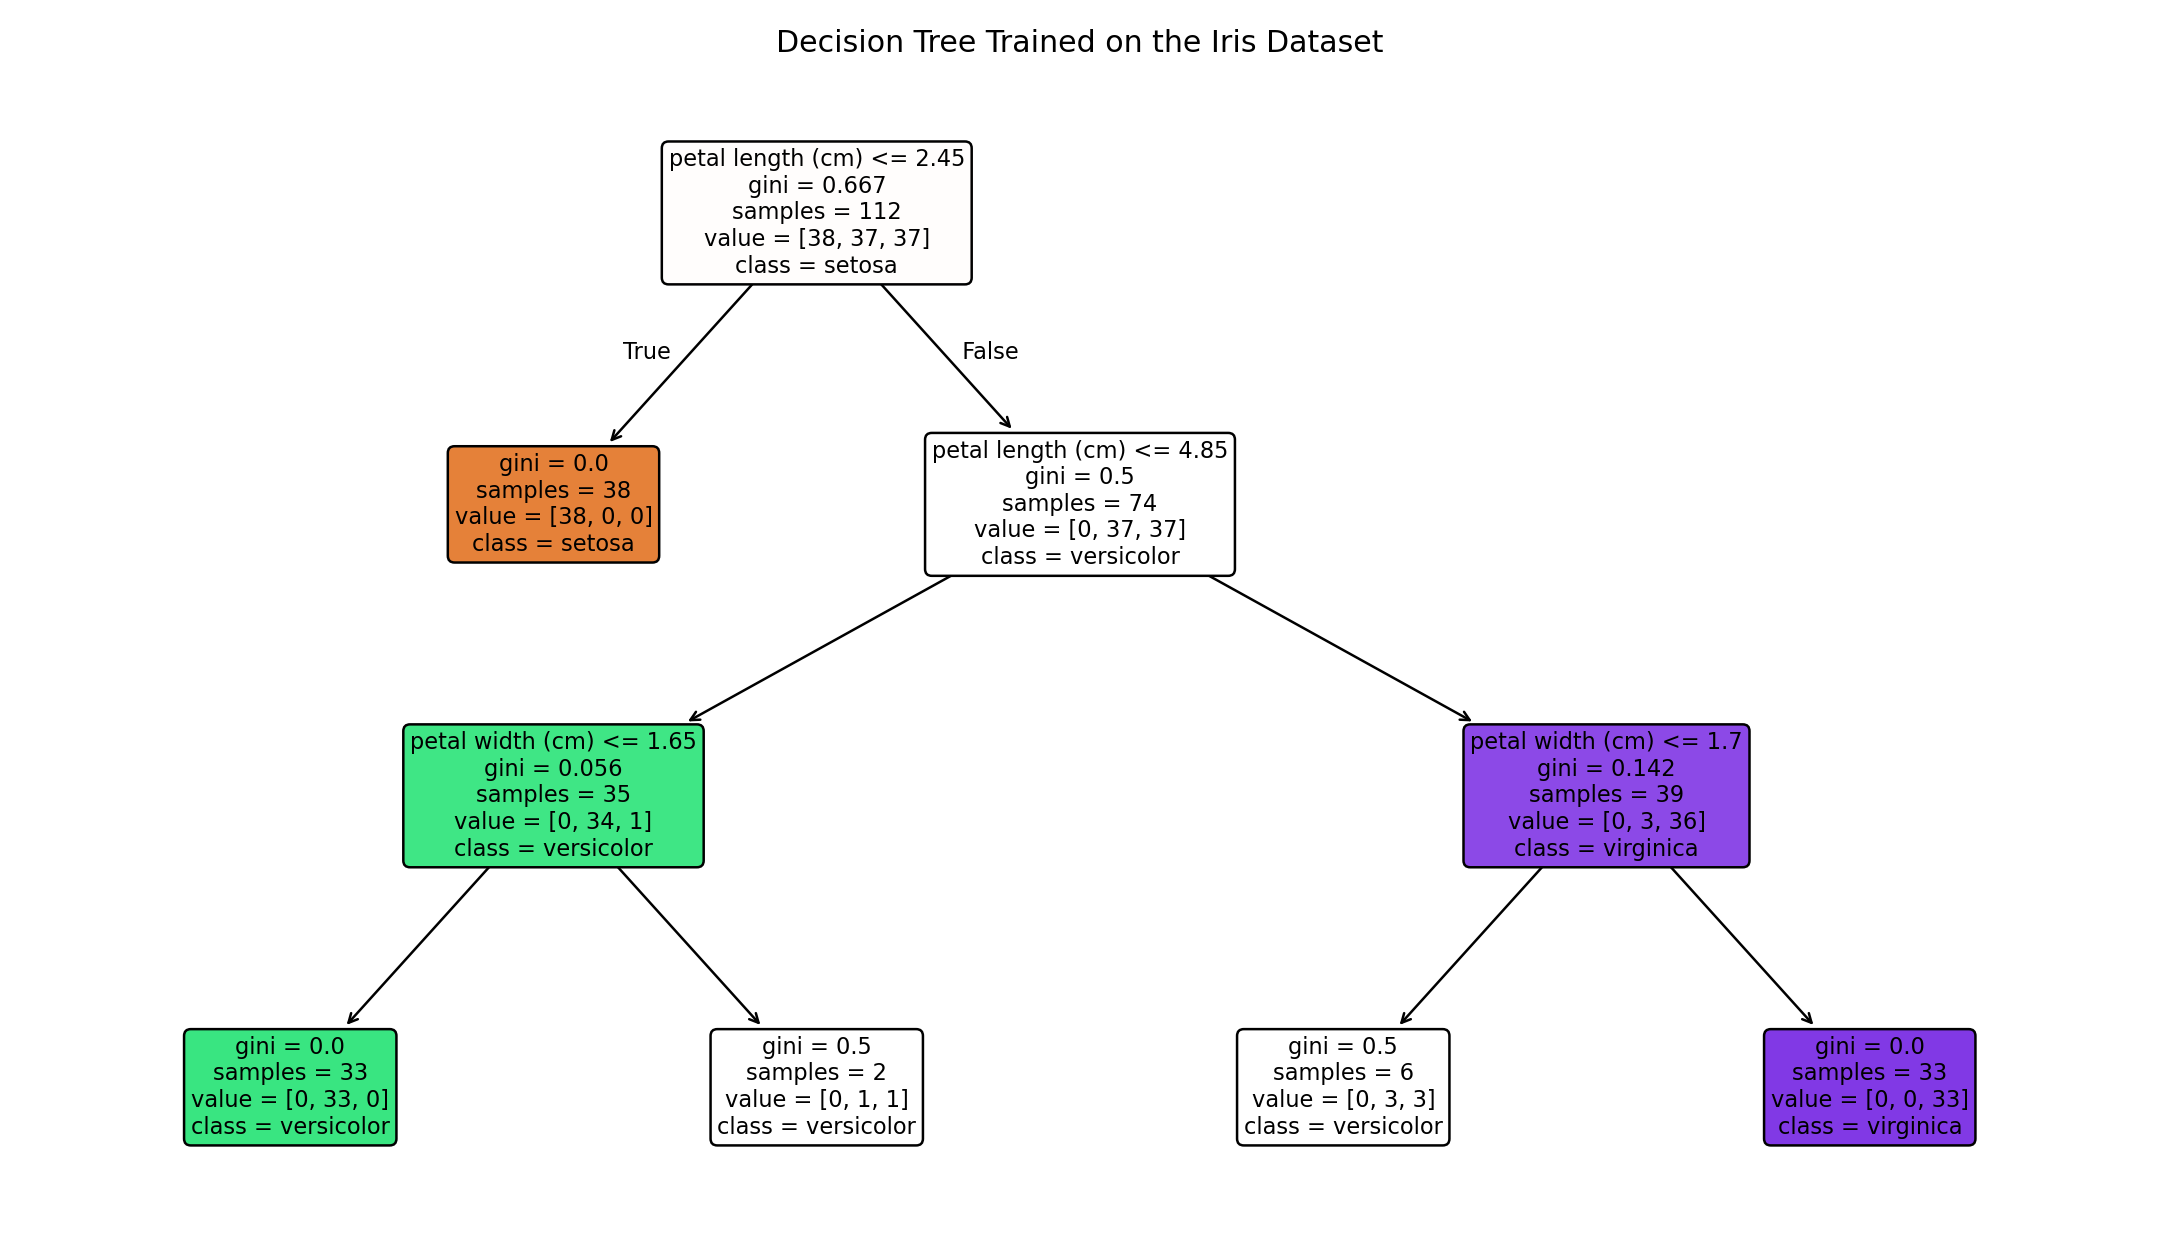 Decision Tree Trained on the Iris Dataset
petal length (cm) <= 2.45
gini = 0.667
samples = 112
value = [38, 37, 37]
class = setosa
True
False
gini = 0.0
samples = 38
value = [38, 0, 0]
class = setosa
petal length (cm) <= 4.85
gini = 0.5
samples = 74
value = [0, 37, 37]
class = versicolor
petal width (cm) <= 1.65
gini = 0.056
samples = 35
value = [0, 34, 1]
class = versicolor
petal width (cm) <= 1.7
gini = 0.142
samples = 39
value = [0, 3, 36]
class = virginica
gini = 0.0
samples = 33
value = [0, 33, 0]
class = versicolor
gini = 0.5
samples = 2
value = [0, 1, 1]
class = versicolor
gini = 0.5
samples = 6
value = [0, 3, 3]
class = versicolor
gini = 0.0
samples = 33
value = [0, 0, 33]
class = virginica